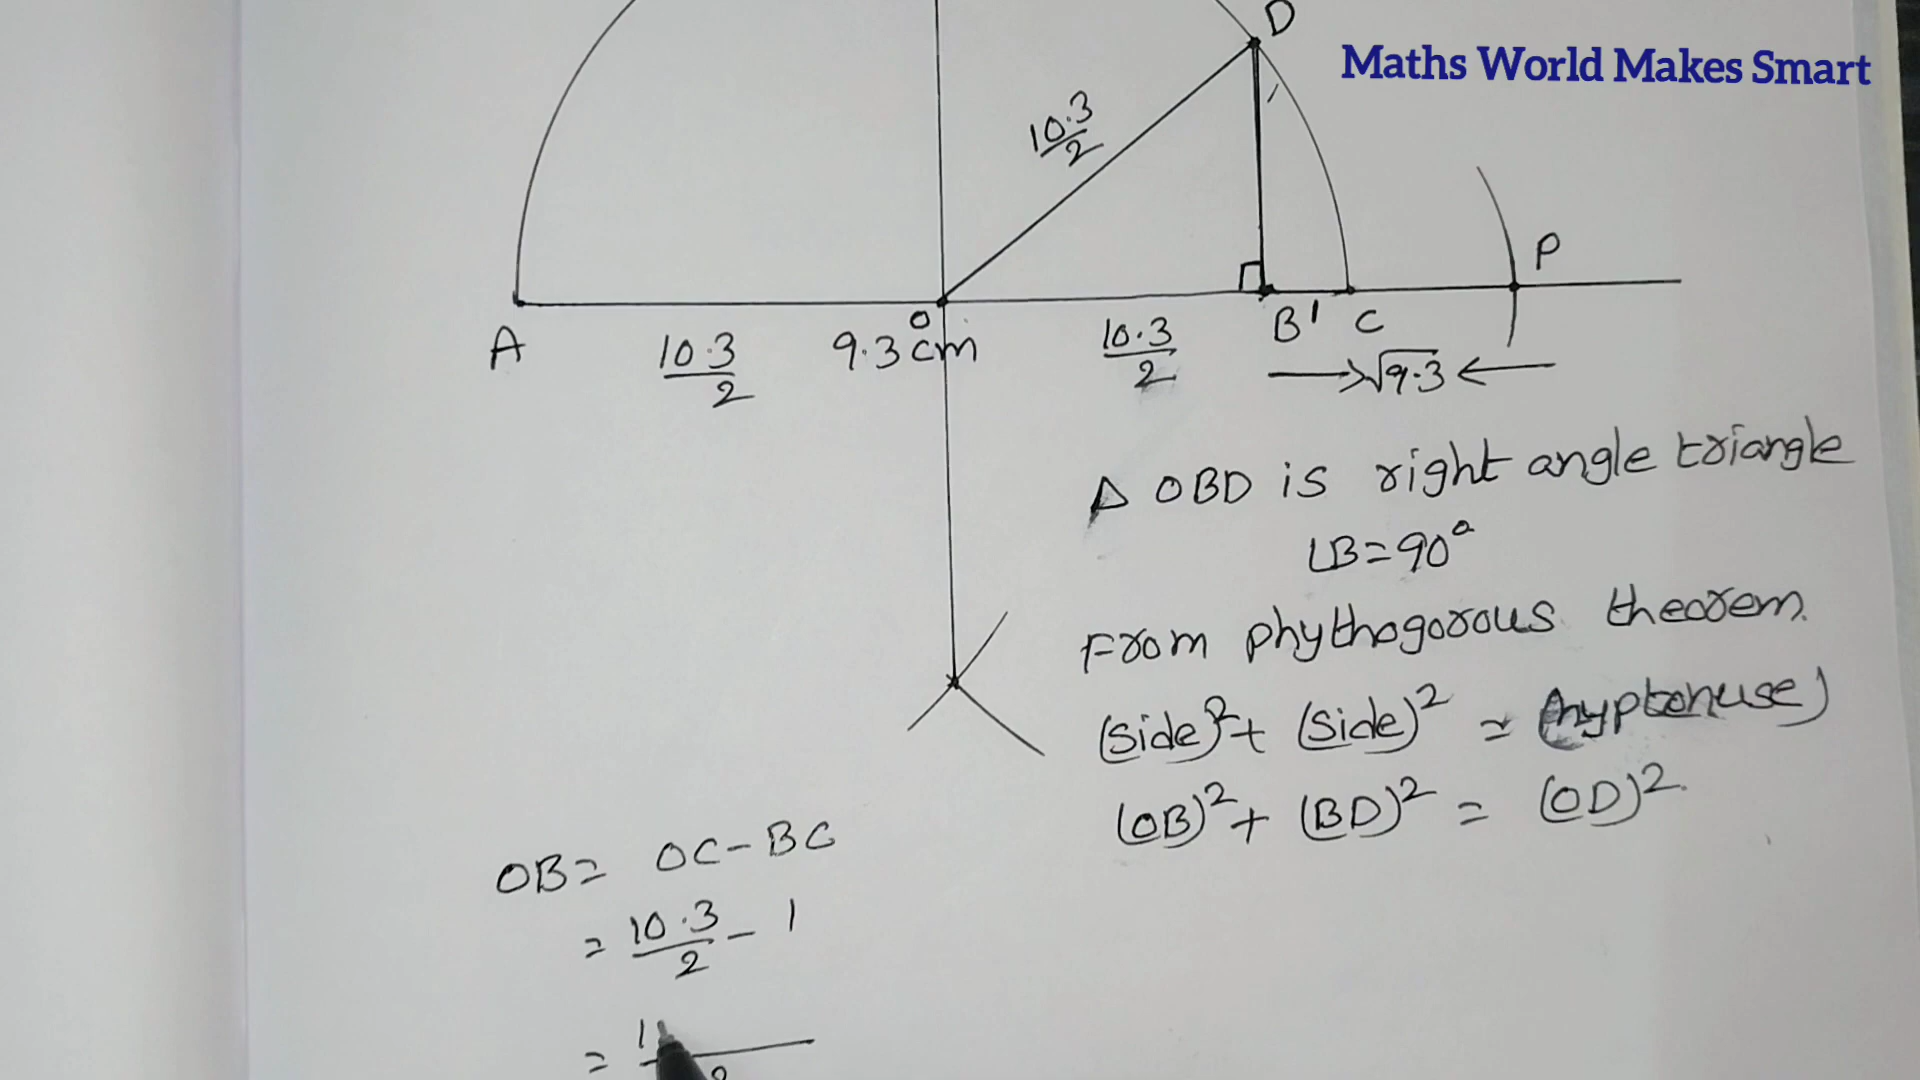 D
Maths World Makes Smart
10.3
2
P
A
O
B 1 C
10.3
2
9.3 cm
10.3
2
√9.3
Δ OBD is right angle triangle
∟B = 90°
From phythogorous theorem.
(Side)² + (Side)² = (hyptenuse)
(OB)² + (BD)² = (OD)².
OB = OC - BC
= 10.3/2 - 1
=